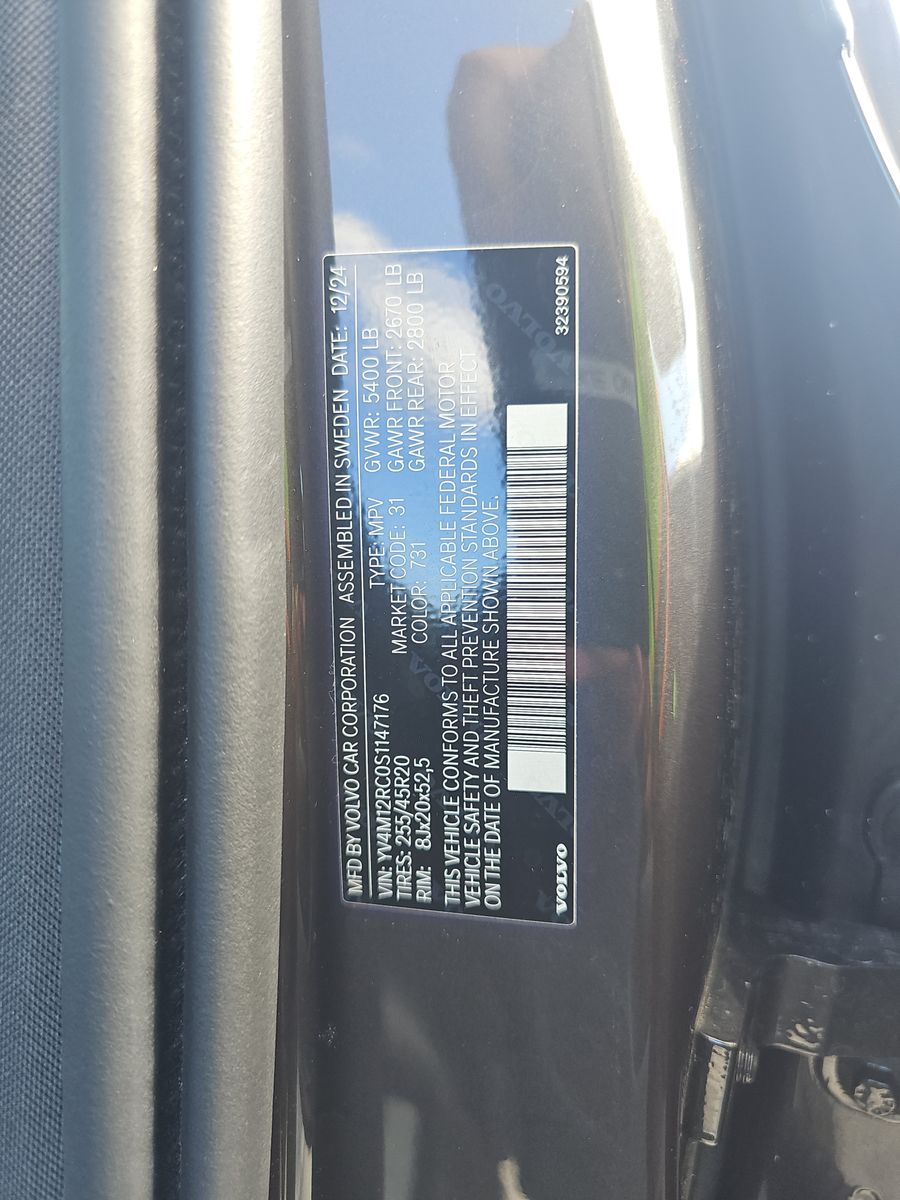 MFD BY VOLVO CAR CORPORATION ASSEMBLED IN SWEDEN DATE: 12/24
VIN: YV4M12RC0S1147176 TYPE: MPV GVWR: 5400 LB
TIRES: 255/45R20 MARKET CODE: 31 GAWR FRONT: 2670 LB
RIM: 8Jx20x52,5 COLOR: 731 GAWR REAR: 2800 LB
THIS VEHICLE CONFORMS TO ALL APPLICABLE FEDERAL MOTOR
VEHICLE SAFETY AND THEFT PREVENTION STANDARDS IN EFFECT
ON THE DATE OF MANUFACTURE SHOWN ABOVE.
VOLVO 32390594